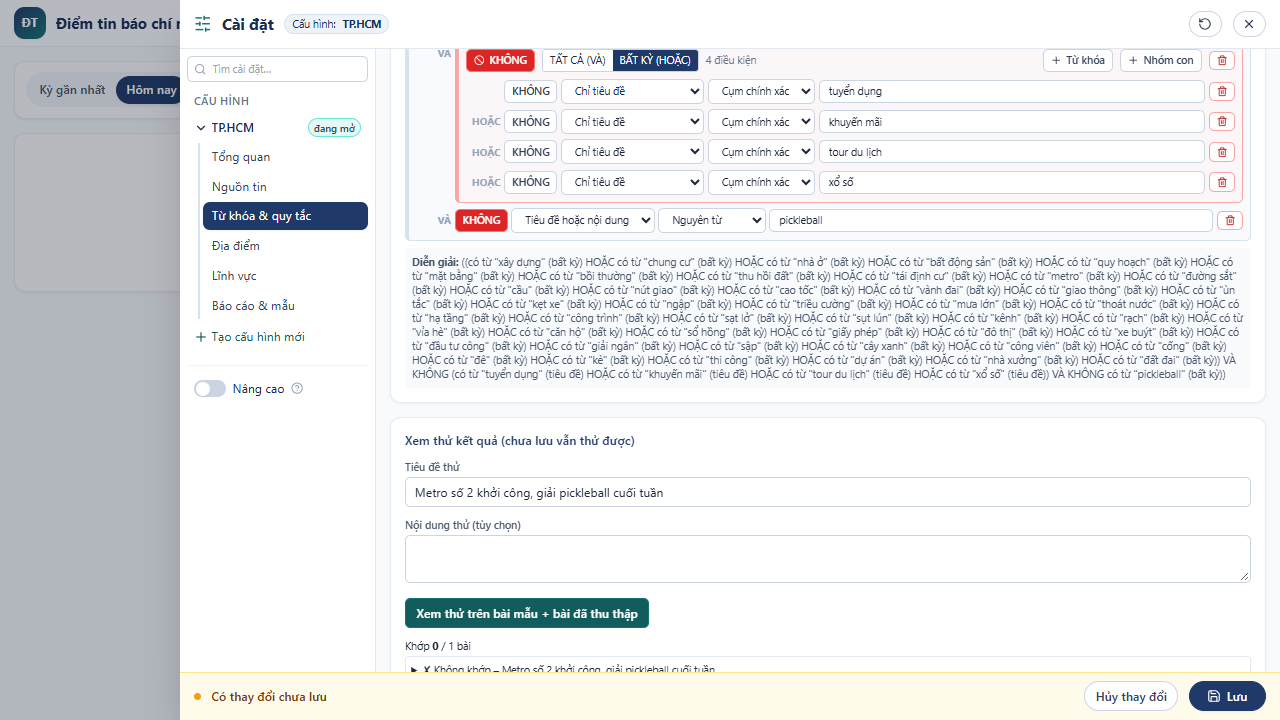 ĐT
Điểm tin báo chí
Kỳ gần nhất
Hôm nay
Cài đặt
Cấu hình: TP.HCM
Tìm cài đặt...
CẤU HÌNH
TP.HCM
đang mở
Tổng quan
Nguồn tin
Từ khóa & quy tắc
Địa điểm
Lĩnh vực
Báo cáo & mẫu
Tạo cấu hình mới
Nâng cao
VÀ
KHÔNG TẤT CẢ (VÀ) BẤT KỲ (HOẶC) 4 điều kiện + Từ khóa + Nhóm con
KHÔNG Chỉ tiêu đề Cụm chính xác tuyển dụng
HOẶC KHÔNG Chỉ tiêu đề Cụm chính xác khuyến mãi
HOẶC KHÔNG Chỉ tiêu đề Cụm chính xác tour du lịch
HOẶC KHÔNG Chỉ tiêu đề Cụm chính xác xổ số
VÀ KHÔNG Tiêu đề hoặc nội dung Nguyên từ pickleball
Diễn giải: ((có từ "xây dựng" (bất kỳ) HOẶC có từ "chung cư" (bất kỳ) HOẶC có từ "nhà ở" (bất kỳ) HOẶC có từ "bất động sản" (bất kỳ) HOẶC có từ "quy hoạch" (bất kỳ) HOẶC có
từ "mặt bằng" (bất kỳ) HOẶC có từ "bồi thường" (bất kỳ) HOẶC có từ "thu hồi đất" (bất kỳ) HOẶC có từ "tái định cư" (bất kỳ) HOẶC có từ "metro" (bất kỳ) HOẶC có từ "đường sắt"
(bất kỳ) HOẶC có từ "cầu" (bất kỳ) HOẶC có từ "nút giao" (bất kỳ) HOẶC có từ "cao tốc" (bất kỳ) HOẶC có từ "vành đai" (bất kỳ) HOẶC có từ "giao thông" (bất kỳ) HOẶC có từ "ùn
tắc" (bất kỳ) HOẶC có từ "kẹt xe" (bất kỳ) HOẶC có từ "ngập" (bất kỳ) HOẶC có từ "triều cường" (bất kỳ) HOẶC có từ "mưa lớn" (bất kỳ) HOẶC có từ "thoát nước" (bất kỳ) HOẶC có
từ "hạ tầng" (bất kỳ) HOẶC có từ "công trình" (bất kỳ) HOẶC có từ "sạt lở" (bất kỳ) HOẶC có từ "sụt lún" (bất kỳ) HOẶC có từ "kênh" (bất kỳ) HOẶC có từ "rạch" (bất kỳ) HOẶC có từ
"vỉa hè" (bất kỳ) HOẶC có từ "căn hộ" (bất kỳ) HOẶC có từ "sổ hồng" (bất kỳ) HOẶC có từ "giấy phép" (bất kỳ) HOẶC có từ "đô thị" (bất kỳ) HOẶC có từ "xe buýt" (bất kỳ) HOẶC có từ
"đầu tư công" (bất kỳ) HOẶC có từ "giải ngân" (bất kỳ) HOẶC có từ "sập" (bất kỳ) HOẶC có từ "cây xanh" (bất kỳ) HOẶC có từ "công viên" (bất kỳ) HOẶC có từ "cống" (bất kỳ)
HOẶC có từ "đê" (bất kỳ) HOẶC có từ "kè" (bất kỳ) HOẶC có từ "thi công" (bất kỳ) HOẶC có từ "dự án" (bất kỳ) HOẶC có từ "nhà xưởng" (bất kỳ) HOẶC có từ "đất đai" (bất kỳ)) VÀ
KHÔNG (có từ "tuyển dụng" (tiêu đề) HOẶC có từ "khuyến mãi" (tiêu đề) HOẶC có từ "tour du lịch" (tiêu đề) HOẶC có từ "xổ số" (tiêu đề)) VÀ KHÔNG có từ "pickleball" (bất kỳ))
Xem thử kết quả (chưa lưu vẫn thử được)
Tiêu đề thử
Metro số 2 khởi công, giải pickleball cuối tuần
Nội dung thử (tùy chọn)
Xem thử trên bài mẫu + bài đã thu thập
Khớp 0 / 1 bài
▶ X Không khớp – Metro số 2 khởi công, giải pickleball cuối tuần
Có thay đổi chưa lưu
Hủy thay đổi
Lưu